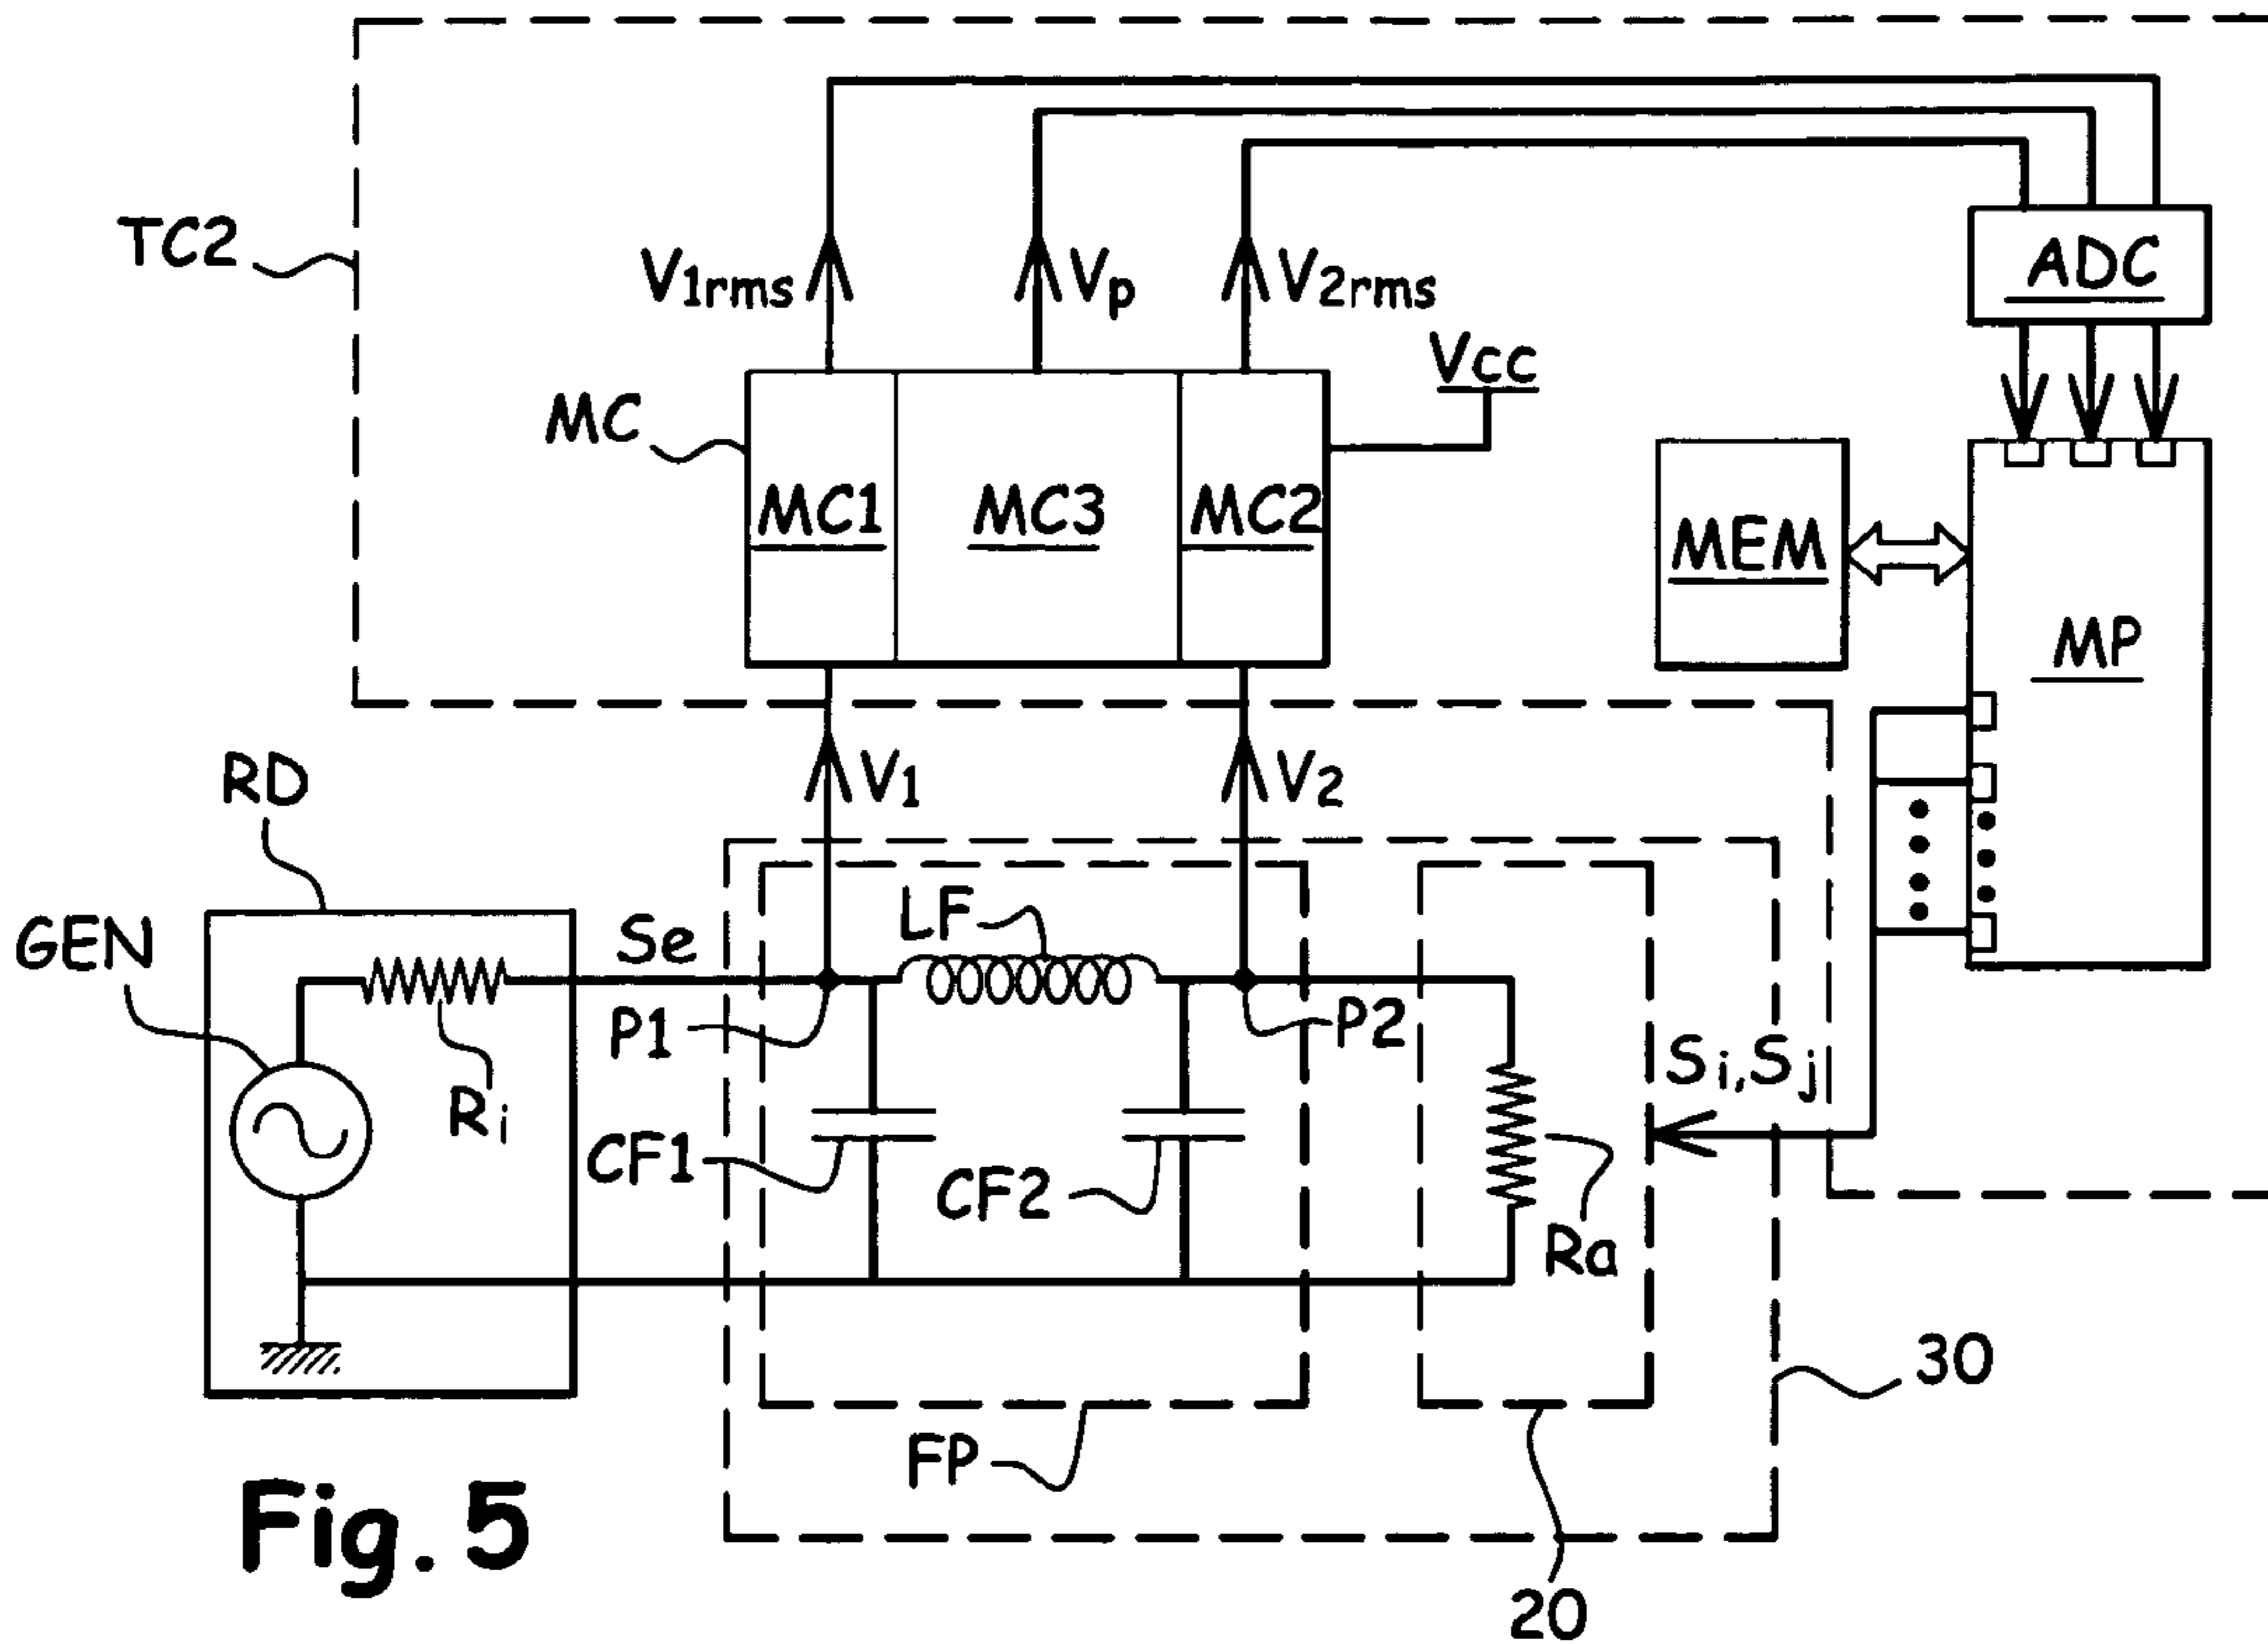 TC2
V1rms
Vp
V2rms
ADC
Vcc
MC
MC1
MC3
MC2
MEM
MP
RD
V1
V2
GEN
Se
LF
P1
P2
Ri
Si,Sj
CF1
CF2
Ra
30
FP
20
Fig. 5